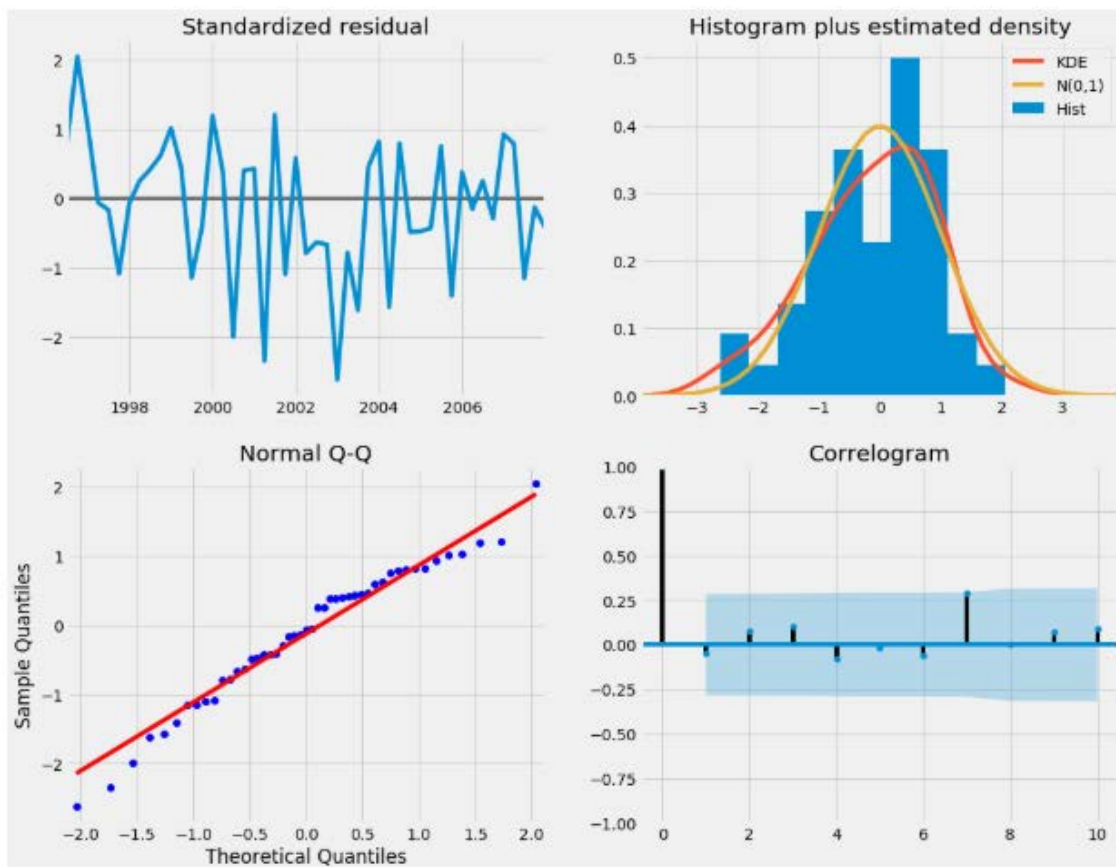 Standardized residual
2
1
0
−1
−2
1998 2000 2002 2004 2006
Histogram plus estimated density
0.5
0.4
0.3
0.2
0.1
0.0
KDE
N(0,1)
Hist
−3 −2 −1 0 1 2 3
Normal Q-Q
Sample Quantiles
2
1
0
−1
−2
−2.0 −1.5 −1.0 −0.5 0.0 0.5 1.0 1.5 2.0
Theoretical Quantiles
Correlogram
1.00
0.75
0.50
0.25
0.00
−0.25
−0.50
−0.75
−1.00
0 2 4 6 8 10